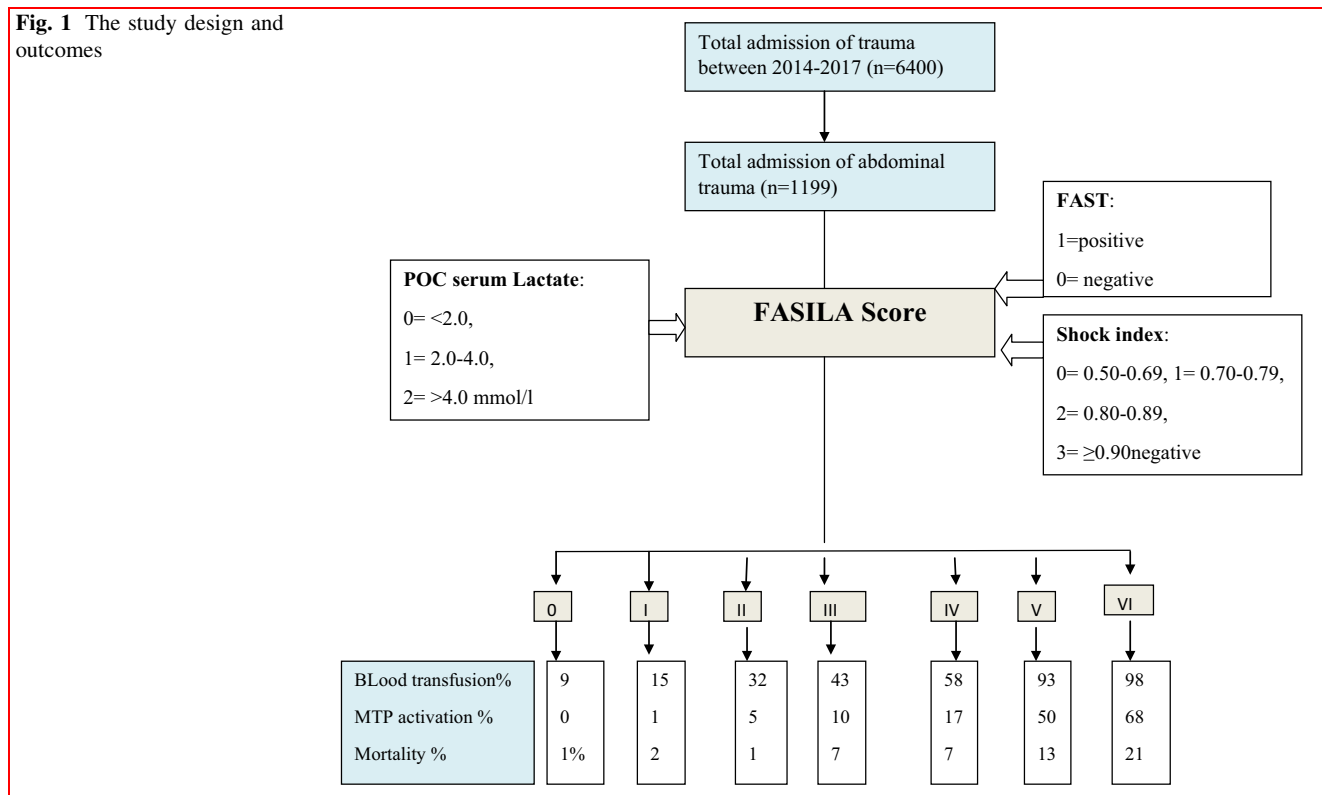 Fig. 1 The study design and
outcomes
Total admission of trauma
between 2014-2017 (n=6400)
Total admission of abdominal
trauma (n=1199)
FAST:
1=positive
0= negative
POC serum Lactate:
0= <2.0,
1= 2.0-4.0,
2= >4.0 mmol/l
FASILA Score
Shock index:
0= 0.50-0.69, 1= 0.70-0.79,
2= 0.80-0.89,
3= ≥0.90negative
0 I II III IV V VI
BLood transfusion% 9 15 32 43 58 93 98
MTP activation % 0 1 5 10 17 50 68
Mortality % 1% 2 1 7 7 13 21